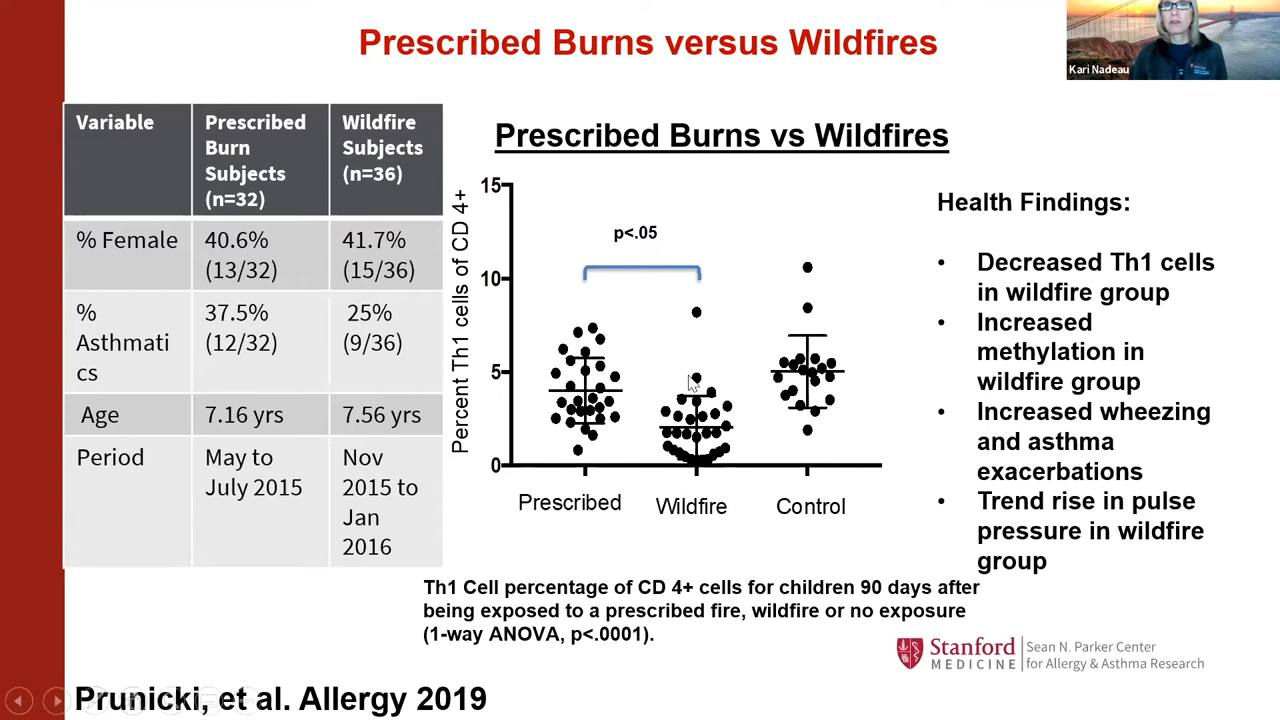 Prescribed Burns versus Wildfires
Kari Nadeau
Variable
Prescribed
Burn
Subjects
(n=32)
Wildfire
Subjects
(n=36)
% Female
40.6%
(13/32)
41.7%
(15/36)
%
Asthmati
cs
37.5%
(12/32)
25%
(9/36)
Age
7.16 yrs
7.56 yrs
Period
May to
July 2015
Nov
2015 to
Jan
2016
Prescribed Burns vs Wildfires
Percent Th1 cells of CD 4+
15
10
5
0
p<.05
Prescribed
Wildfire
Control
Th1 Cell percentage of CD 4+ cells for children 90 days after
being exposed to a prescribed fire, wildfire or no exposure
(1-way ANOVA, p<.0001).
Health Findings:
• Decreased Th1 cells
in wildfire group
• Increased
methylation in
wildfire group
• Increased wheezing
and asthma
exacerbations
• Trend rise in pulse
pressure in wildfire
group
Stanford
MEDICINE
Sean N. Parker Center
for Allergy & Asthma Research
Prunicki, et al. Allergy 2019